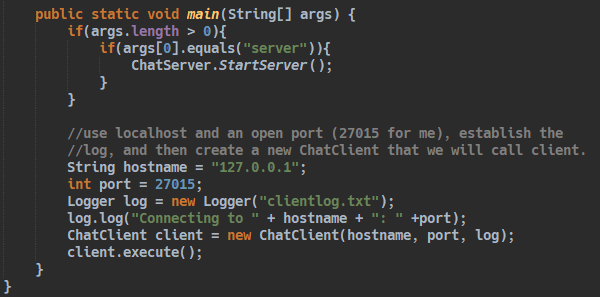 public static void main(String[] args) {
if(args.length > 0){
if(args[0].equals("server")){
ChatServer.StartServer();
}
}
//use localhost and an open port (27015 for me), establish the
//log, and then create a new ChatClient that we will call client.
String hostname = "127.0.0.1";
int port = 27015;
Logger log = new Logger("clientlog.txt");
log.log("Connecting to " + hostname + ": " +port);
ChatClient client = new ChatClient(hostname, port, log);
client.execute();
}
}